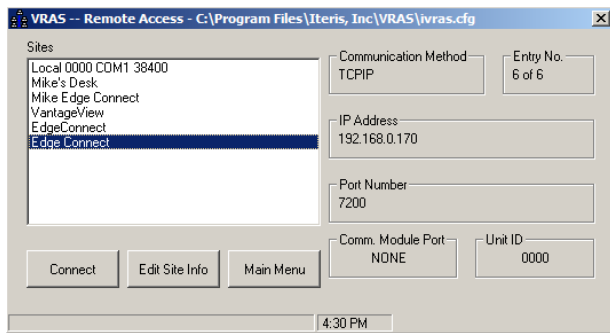 VRAS -- Remote Access - C:\Program Files\Iteris, Inc\VRAS\ivras.cfg
Sites
Local 0000 COM1 38400
Mike's Desk
Mike Edge Connect
VantageView
EdgeConnect
Edge Connect
Communication Method
TCPIP
Entry No.
6 of 6
IP Address
192.168.0.170
Port Number
7200
Comm. Module Port
NONE
Unit ID
0000
Connect
Edit Site Info
Main Menu
4:30 PM